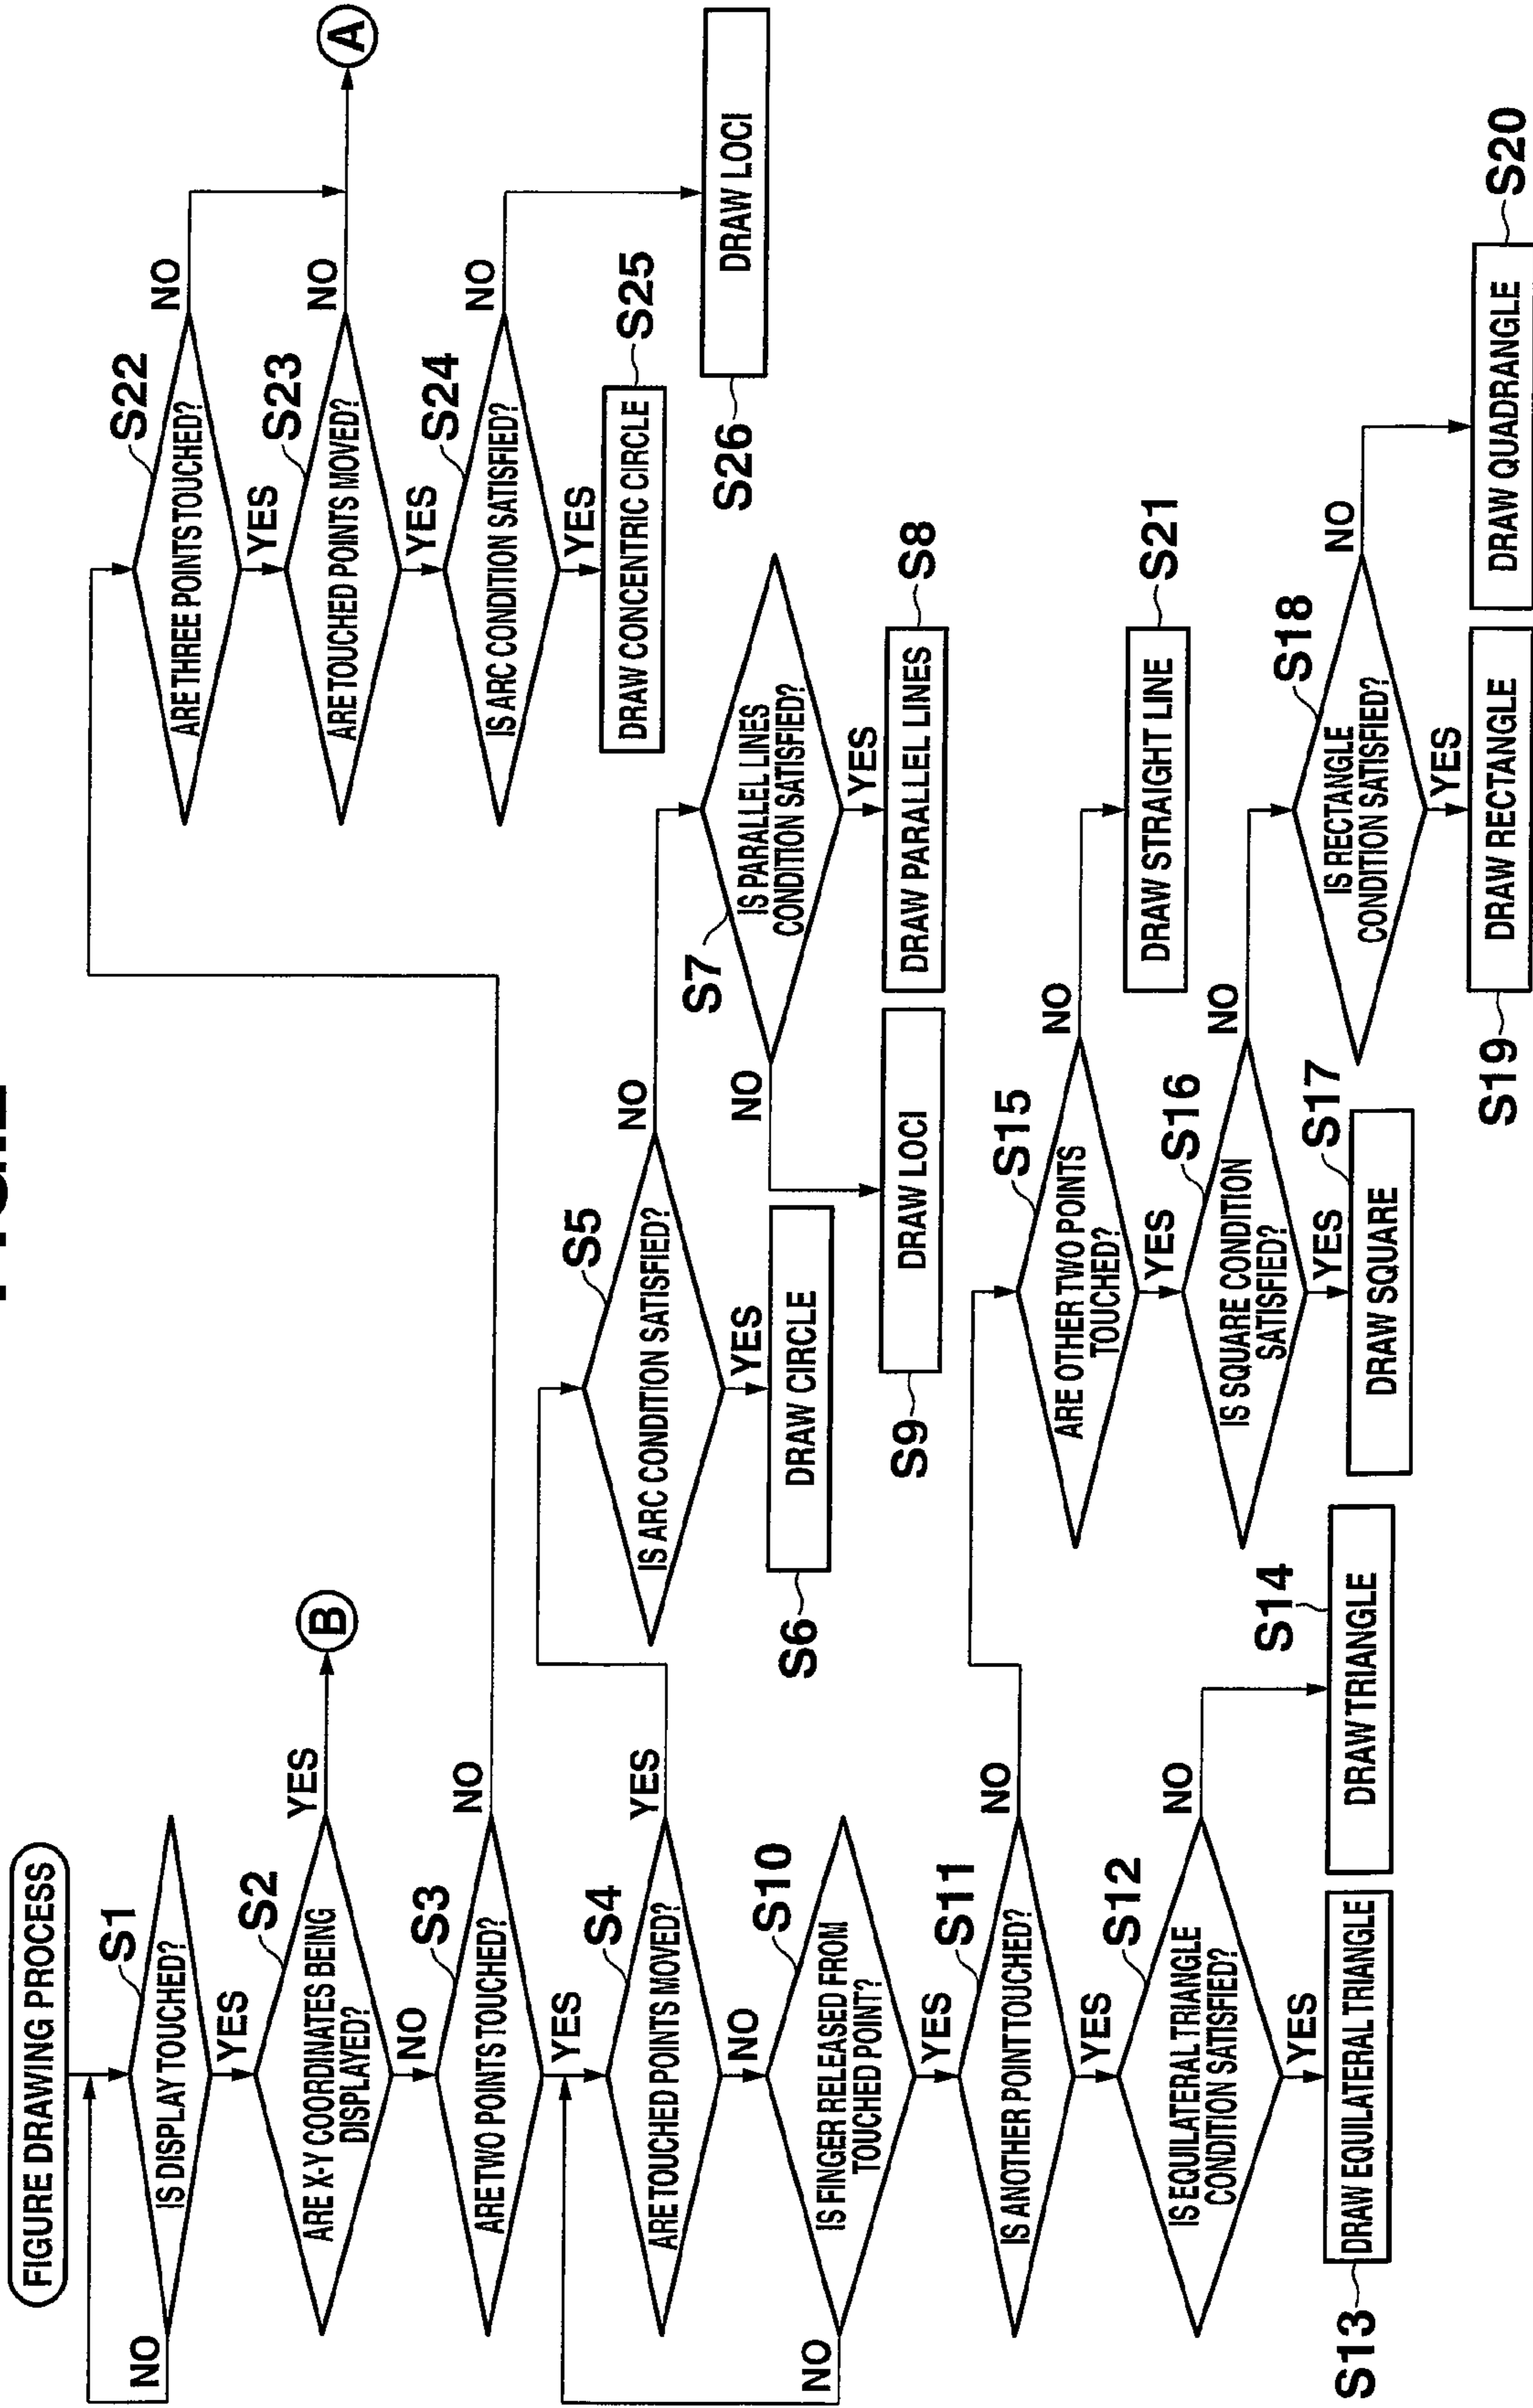 FIGURE DRAWING PROCESS
S1
IS DISPLAY TOUCHED?
NO
YES
S2
ARE X-Y COORDINATES BEING
DISPLAYED?
YES
B
NO
S3
ARE TWO POINTS TOUCHED?
NO
YES
S4
ARE TOUCHED POINTS MOVED?
YES
NO
S10
IS FINGER RELEASED FROM
TOUCHED POINT?
NO
YES
S11
IS ANOTHER POINT TOUCHED?
NO
YES
S12
IS EQUILATERAL TRIANGLE
CONDITION SATISFIED?
NO
YES
S13
DRAW EQUILATERAL TRIANGLE
S14
DRAW TRIANGLE
S5
IS ARC CONDITION SATISFIED?
NO
YES
S6
DRAW CIRCLE
S7
IS PARALLEL LINES
CONDITION SATISFIED?
NO
YES
S9
DRAW LOCI
S8
DRAW PARALLEL LINES
S15
ARE OTHER TWO POINTS
TOUCHED?
NO
YES
S21
DRAW STRAIGHT LINE
S16
IS SQUARE CONDITION
SATISFIED?
NO
YES
S17
DRAW SQUARE
S18
IS RECTANGLE
CONDITION SATISFIED?
NO
YES
S19
DRAW RECTANGLE
S20
DRAW QUADRANGLE
S22
ARE THREE POINTS TOUCHED?
NO
YES
S23
ARE TOUCHED POINTS MOVED?
NO
A
YES
S24
IS ARC CONDITION SATISFIED?
NO
YES
S25
DRAW CONCENTRIC CIRCLE
S26
DRAW LOCI